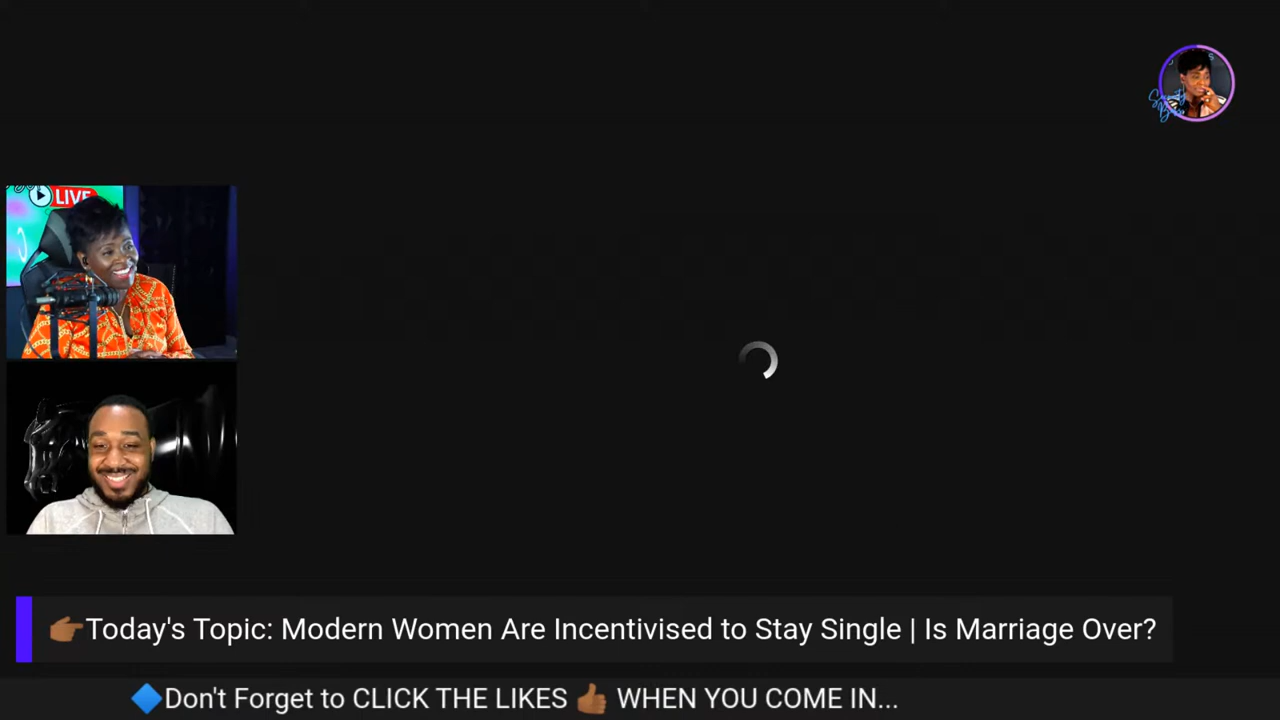 LIVE
👉🏾Today's Topic: Modern Women Are Incentivised to Stay Single | Is Marriage Over?
🔷Don't Forget to CLICK THE LIKES 👍🏾 WHEN YOU COME IN...